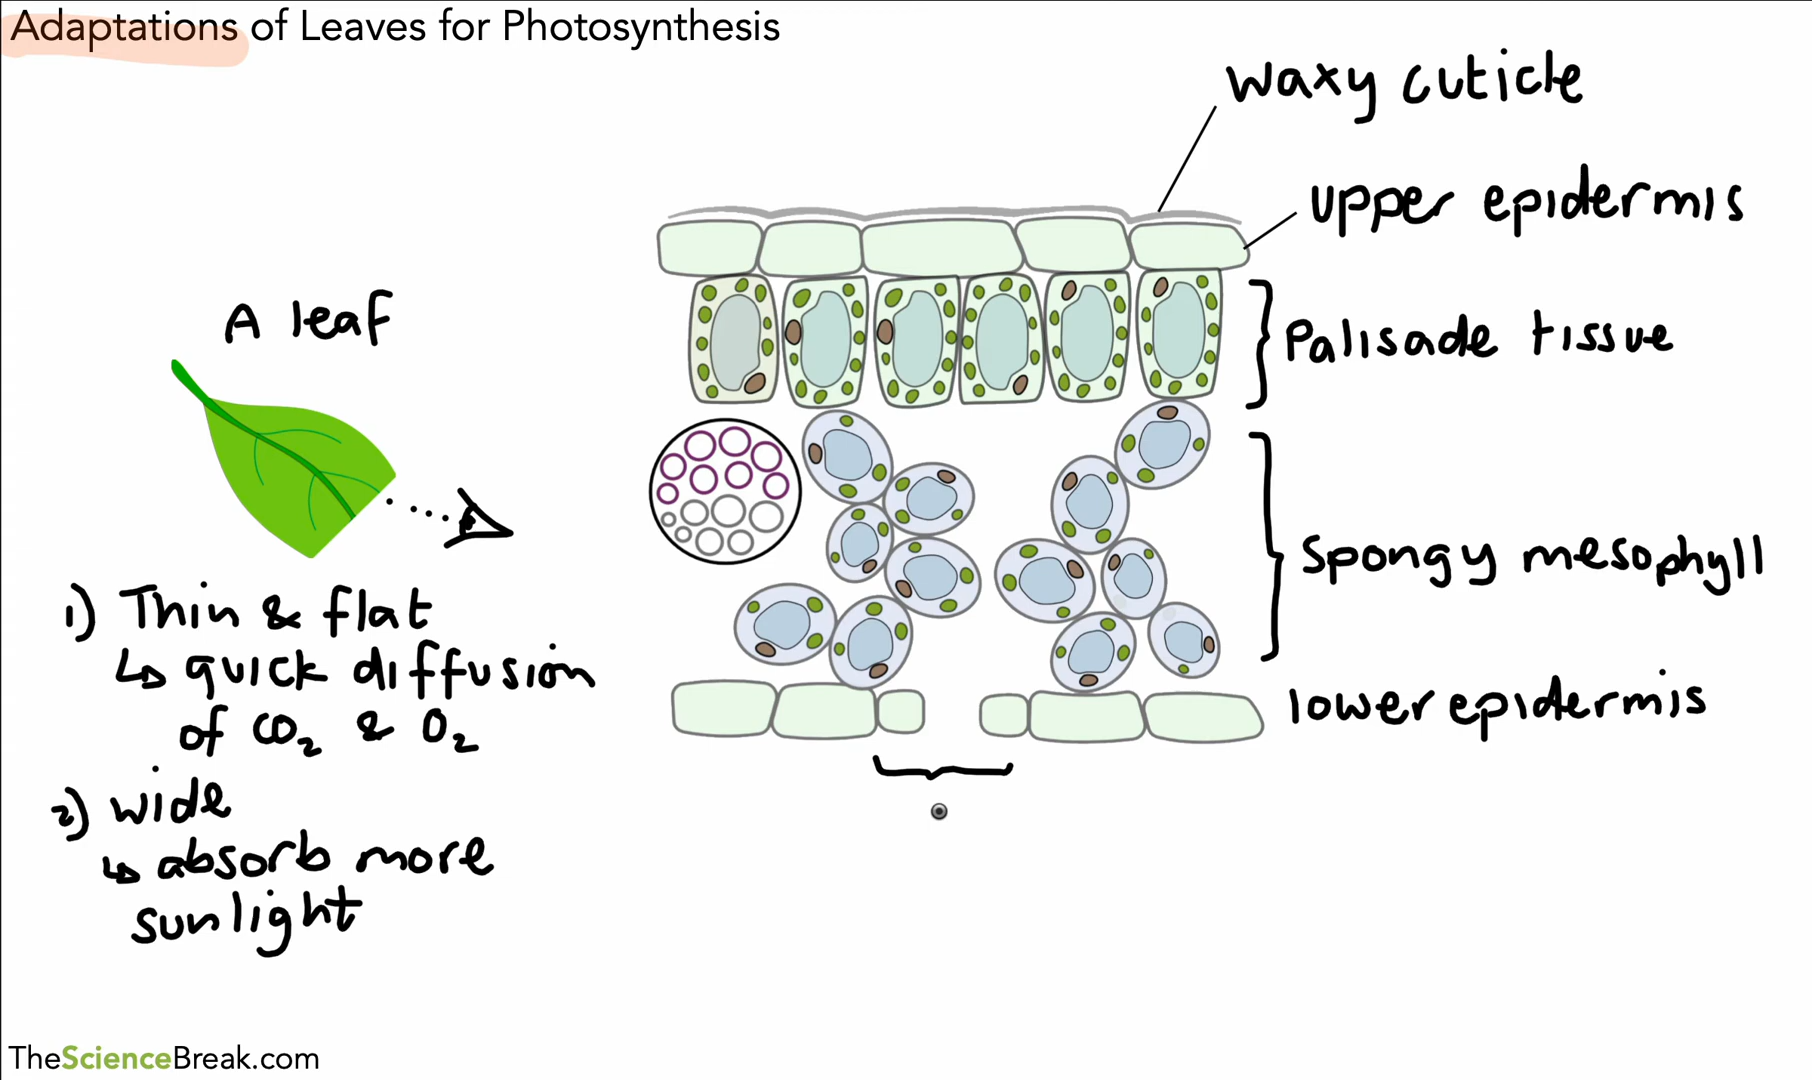 Adaptations of Leaves for Photosynthesis
waxy cuticle
upper epidermis
A leaf
Palisade tissue
Spongy mesophyll
1) Thin & flat
↳ quick diffusion
of CO₂ & O₂
lower epidermis
2) wide
↳ absorb more
sunlight
TheScienceBreak.com